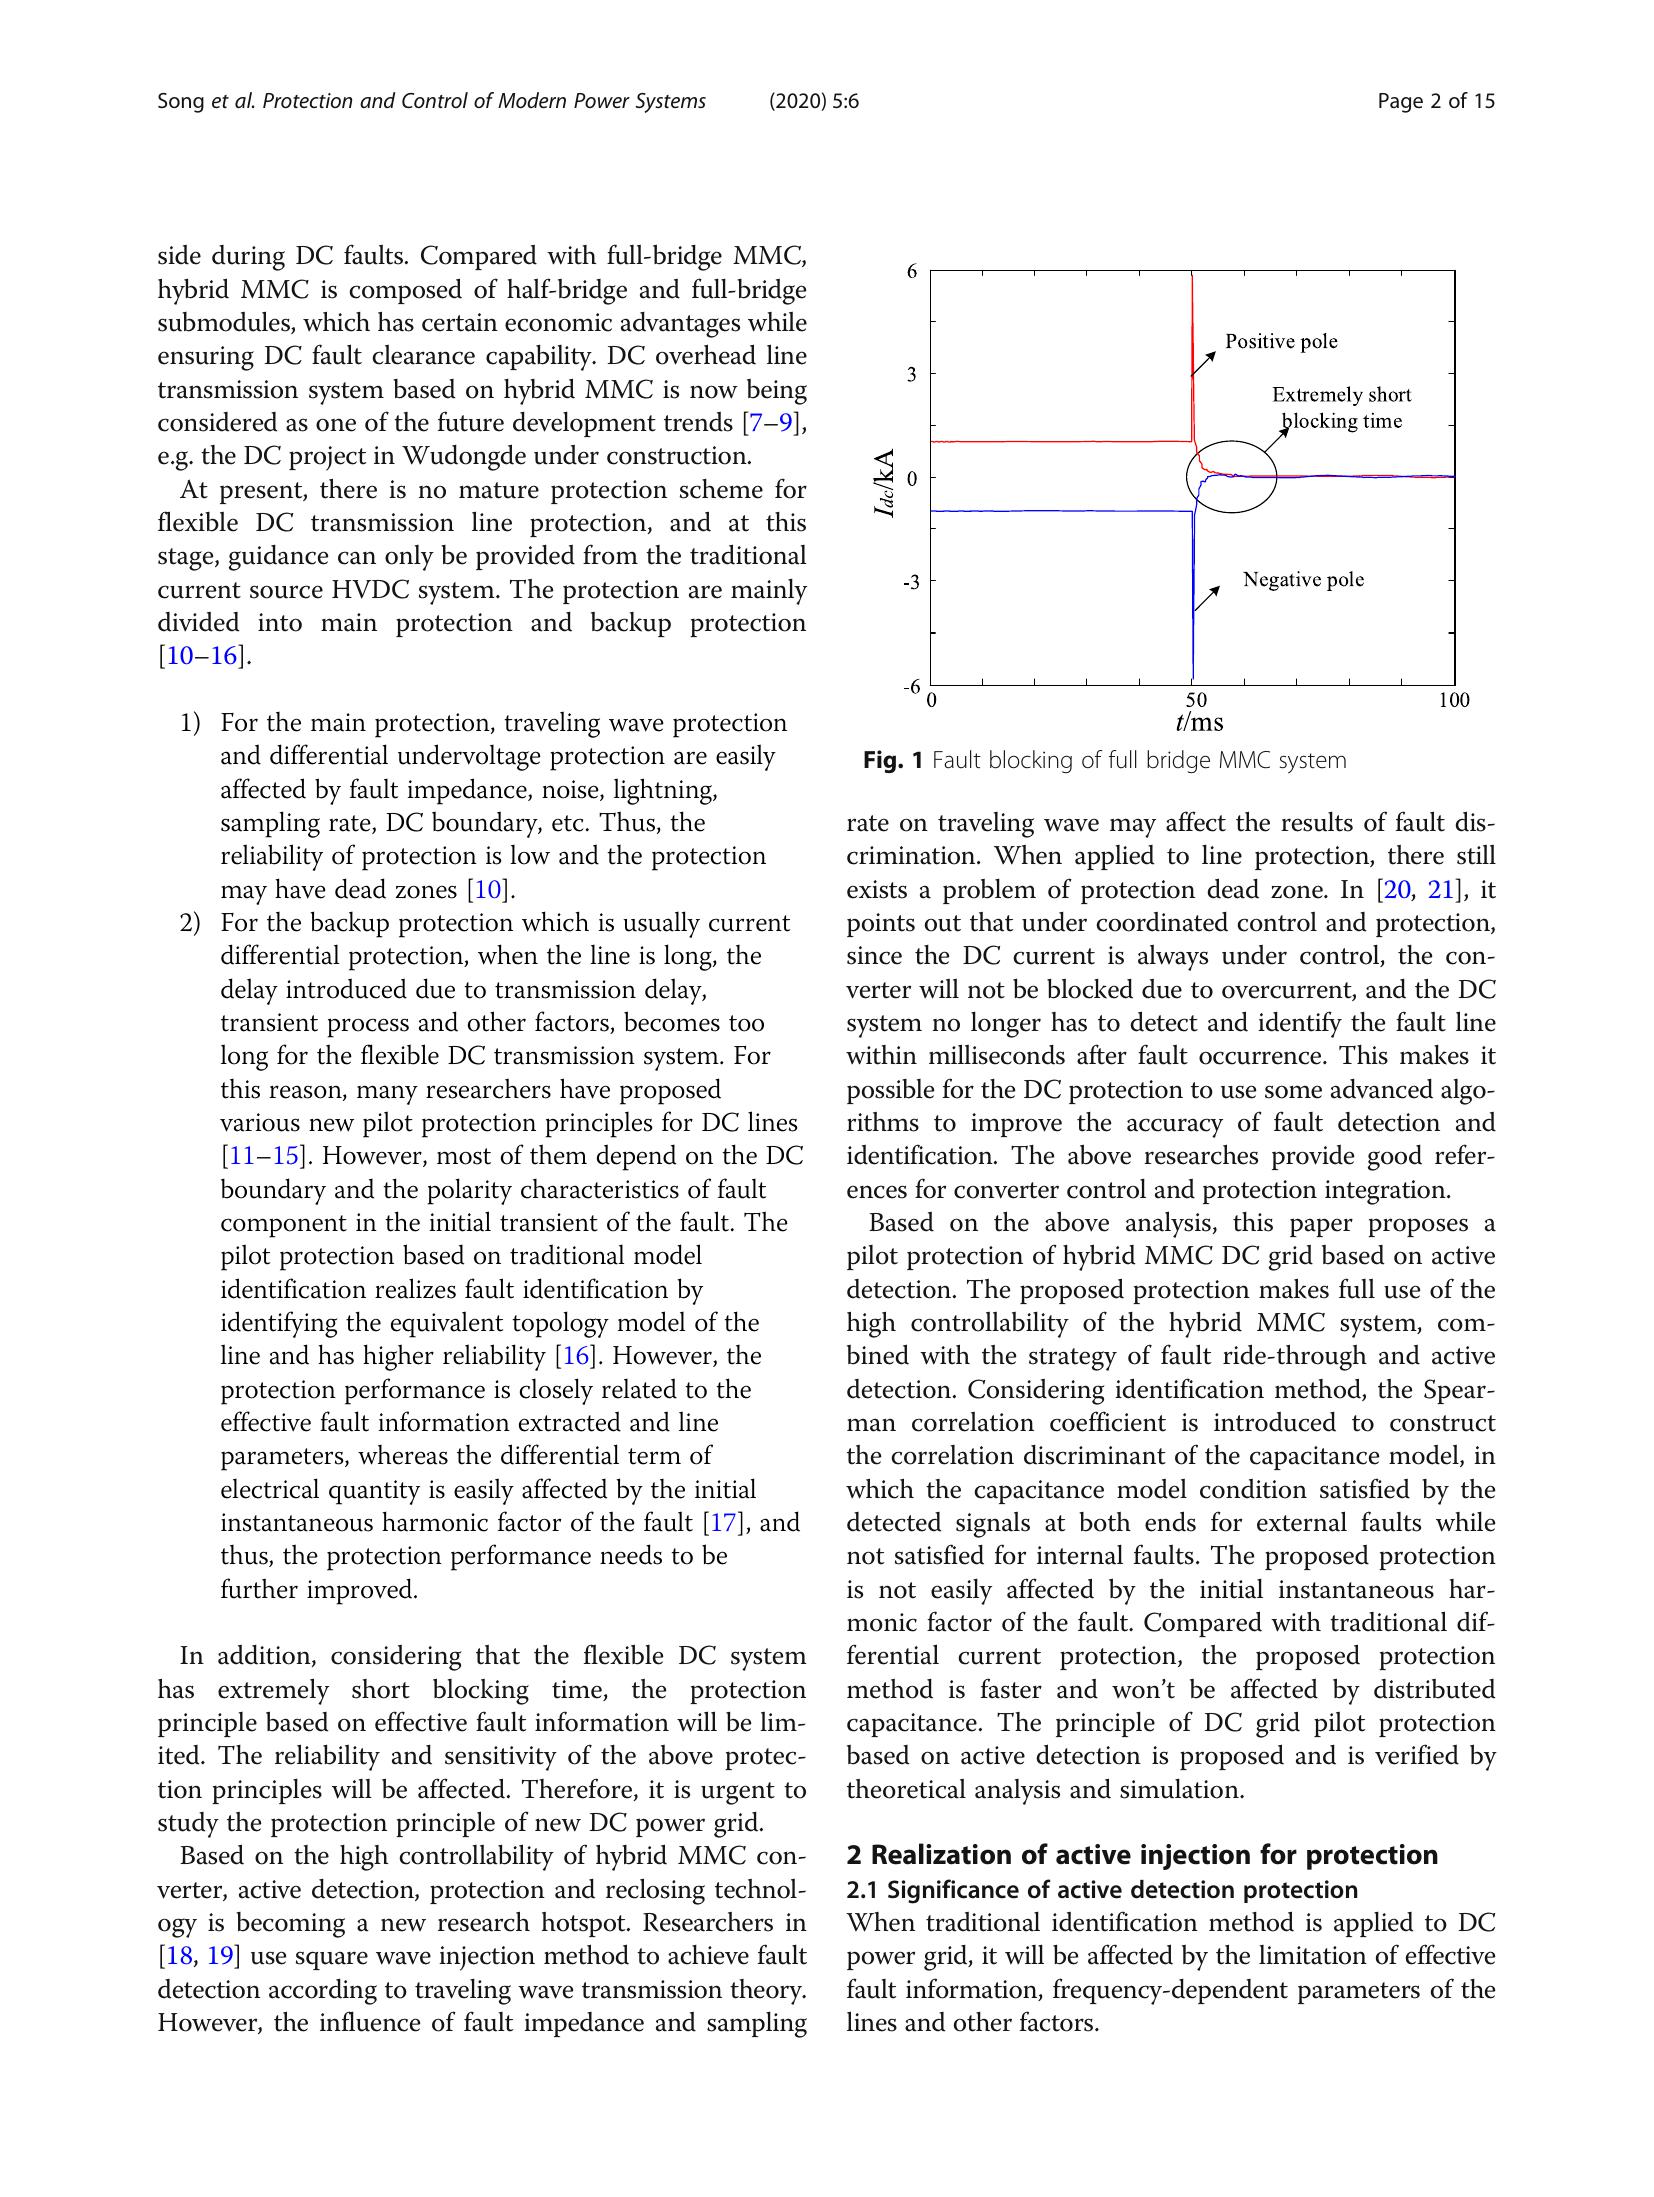 Song et al. Protection and Control of Modern Power Systems (2020) 5:6 Page 2 of 15
side during DC faults. Compared with full-bridge MMC,
hybrid MMC is composed of half-bridge and full-bridge
submodules, which has certain economic advantages while
ensuring DC fault clearance capability. DC overhead line
transmission system based on hybrid MMC is now being
considered as one of the future development trends [7–9],
e.g. the DC project in Wudongde under construction.
At present, there is no mature protection scheme for
flexible DC transmission line protection, and at this
stage, guidance can only be provided from the traditional
current source HVDC system. The protection are mainly
divided into main protection and backup protection
[10–16].
1) For the main protection, traveling wave protection
and differential undervoltage protection are easily
affected by fault impedance, noise, lightning,
sampling rate, DC boundary, etc. Thus, the
reliability of protection is low and the protection
may have dead zones [10].
2) For the backup protection which is usually current
differential protection, when the line is long, the
delay introduced due to transmission delay,
transient process and other factors, becomes too
long for the flexible DC transmission system. For
this reason, many researchers have proposed
various new pilot protection principles for DC lines
[11–15]. However, most of them depend on the DC
boundary and the polarity characteristics of fault
component in the initial transient of the fault. The
pilot protection based on traditional model
identification realizes fault identification by
identifying the equivalent topology model of the
line and has higher reliability [16]. However, the
protection performance is closely related to the
effective fault information extracted and line
parameters, whereas the differential term of
electrical quantity is easily affected by the initial
instantaneous harmonic factor of the fault [17], and
thus, the protection performance needs to be
further improved.
In addition, considering that the flexible DC system
has extremely short blocking time, the protection
principle based on effective fault information will be lim-
ited. The reliability and sensitivity of the above protec-
tion principles will be affected. Therefore, it is urgent to
study the protection principle of new DC power grid.
Based on the high controllability of hybrid MMC con-
verter, active detection, protection and reclosing technol-
ogy is becoming a new research hotspot. Researchers in
[18, 19] use square wave injection method to achieve fault
detection according to traveling wave transmission theory.
However, the influence of fault impedance and sampling
6
3
0
-3
-6
Idc/kA
Positive pole
Extremely short
blocking time
Negative pole
0 50 100
t/ms
Fig. 1 Fault blocking of full bridge MMC system
rate on traveling wave may affect the results of fault dis-
crimination. When applied to line protection, there still
exists a problem of protection dead zone. In [20, 21], it
points out that under coordinated control and protection,
since the DC current is always under control, the con-
verter will not be blocked due to overcurrent, and the DC
system no longer has to detect and identify the fault line
within milliseconds after fault occurrence. This makes it
possible for the DC protection to use some advanced algo-
rithms to improve the accuracy of fault detection and
identification. The above researches provide good refer-
ences for converter control and protection integration.
Based on the above analysis, this paper proposes a
pilot protection of hybrid MMC DC grid based on active
detection. The proposed protection makes full use of the
high controllability of the hybrid MMC system, com-
bined with the strategy of fault ride-through and active
detection. Considering identification method, the Spear-
man correlation coefficient is introduced to construct
the correlation discriminant of the capacitance model, in
which the capacitance model condition satisfied by the
detected signals at both ends for external faults while
not satisfied for internal faults. The proposed protection
is not easily affected by the initial instantaneous har-
monic factor of the fault. Compared with traditional dif-
ferential current protection, the proposed protection
method is faster and won't be affected by distributed
capacitance. The principle of DC grid pilot protection
based on active detection is proposed and is verified by
theoretical analysis and simulation.
2 Realization of active injection for protection
2.1 Significance of active detection protection
When traditional identification method is applied to DC
power grid, it will be affected by the limitation of effective
fault information, frequency-dependent parameters of the
lines and other factors.